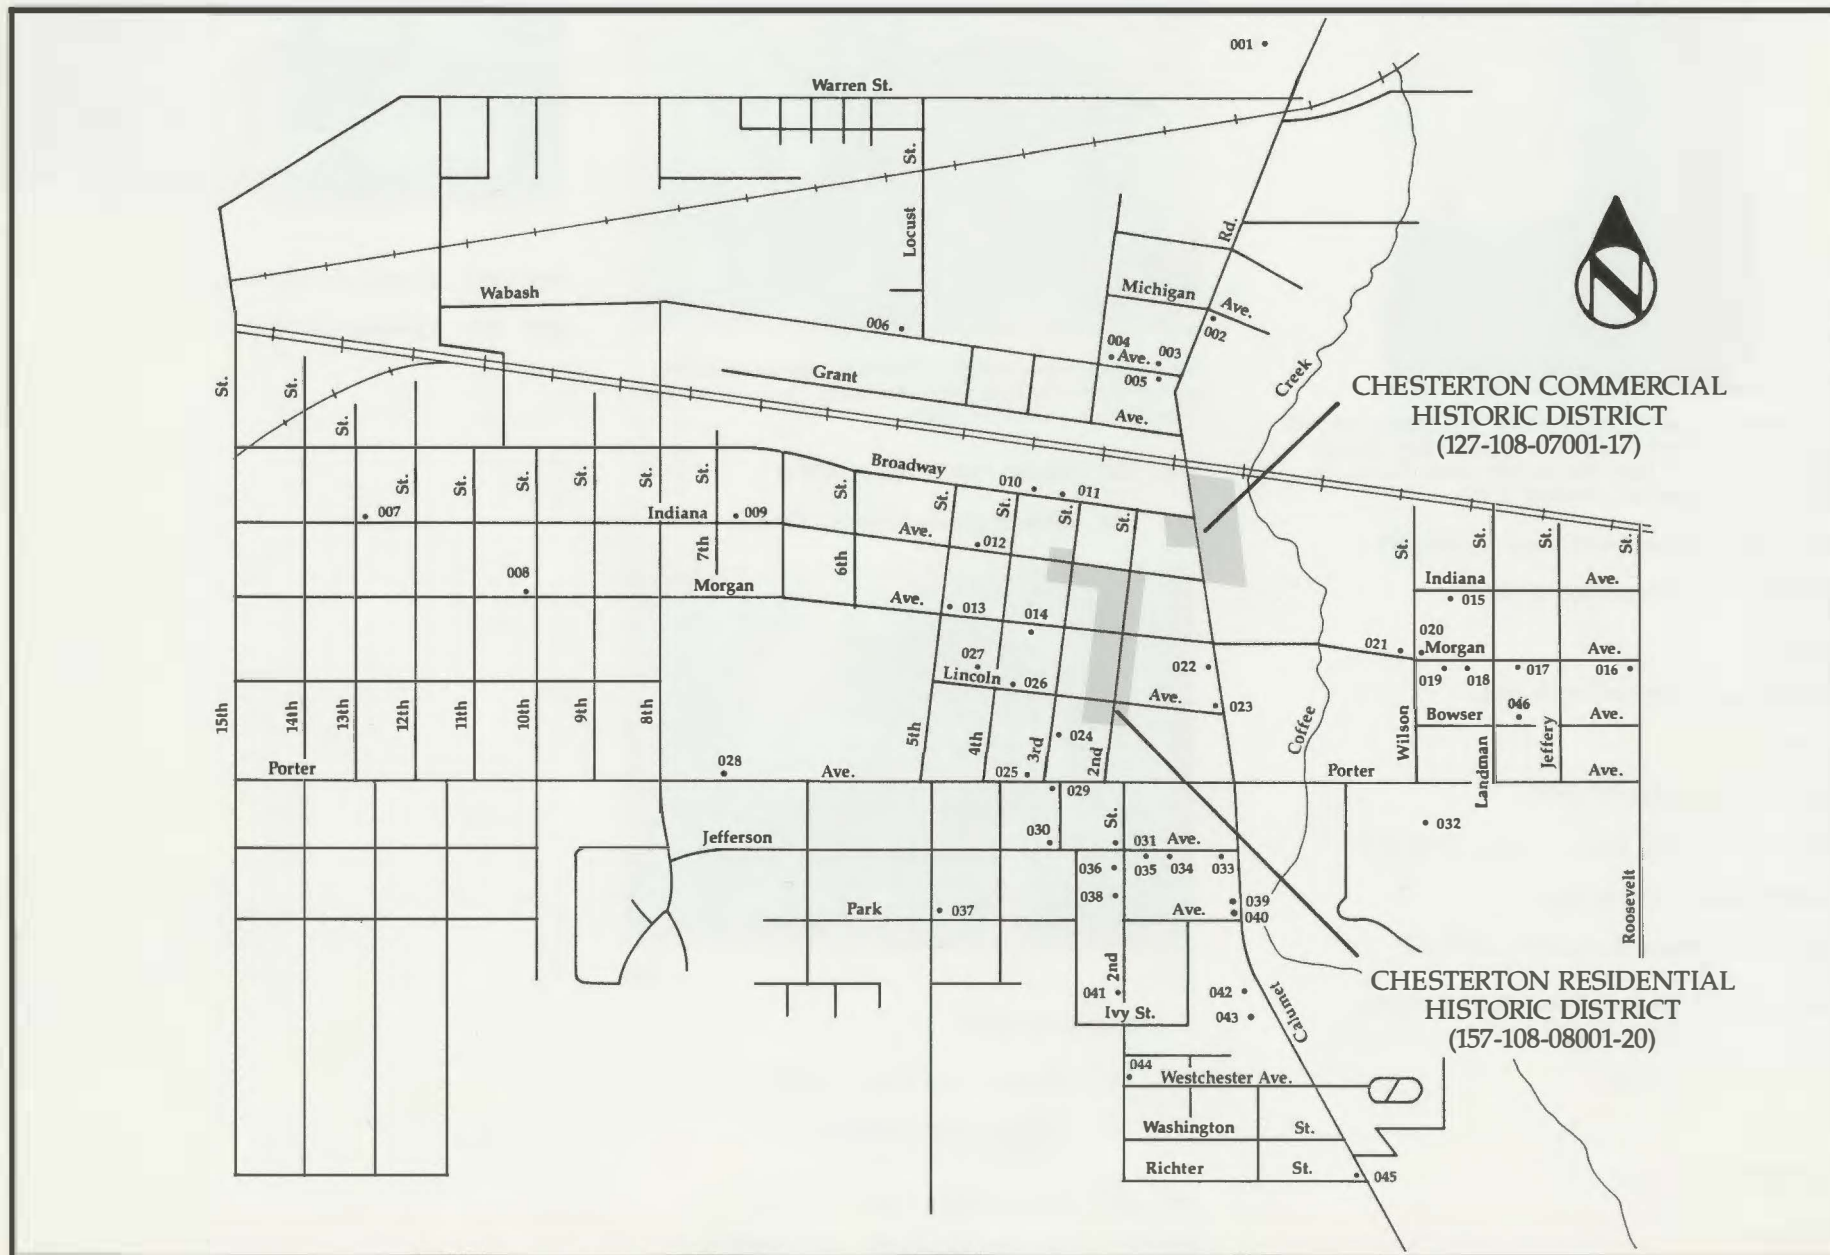 001
Warren St.
Locust St.
Rd.
Wabash
Michigan Ave.
002
006
004
Ave.
003
005
Grant Ave.
Creek
CHESTERTON COMMERCIAL
HISTORIC DISTRICT
(127-108-07001-17)
St.
St.
St.
St.
St.
St.
St.
St.
St.
St.
St.
St.
St.
St.
Broadway
010
011
007
Indiana
009
Ave.
012
7th
6th
008
Morgan
Ave.
013
014
St.
St.
St.
St.
Indiana Ave.
015
020
021
Morgan Ave.
019
018
017
016
027
Lincoln
026
Ave.
022
023
046
Bowser Ave.
15th
14th
13th
12th
11th
10th
9th
8th
5th
4th
3rd
2nd
024
Coffee
Wilson
Landman
Jeffery
Porter
028
Ave.
025
Porter
Ave.
029
St.
032
Jefferson
030
031
Ave.
036
035
034
033
038
Park
037
Ave.
039
040
Roosevelt
2nd
041
Ivy St.
042
043
Calumet
CHESTERTON RESIDENTIAL
HISTORIC DISTRICT
(157-108-08001-20)
044
Westchester Ave.
Washington St.
Richter St.
045
N